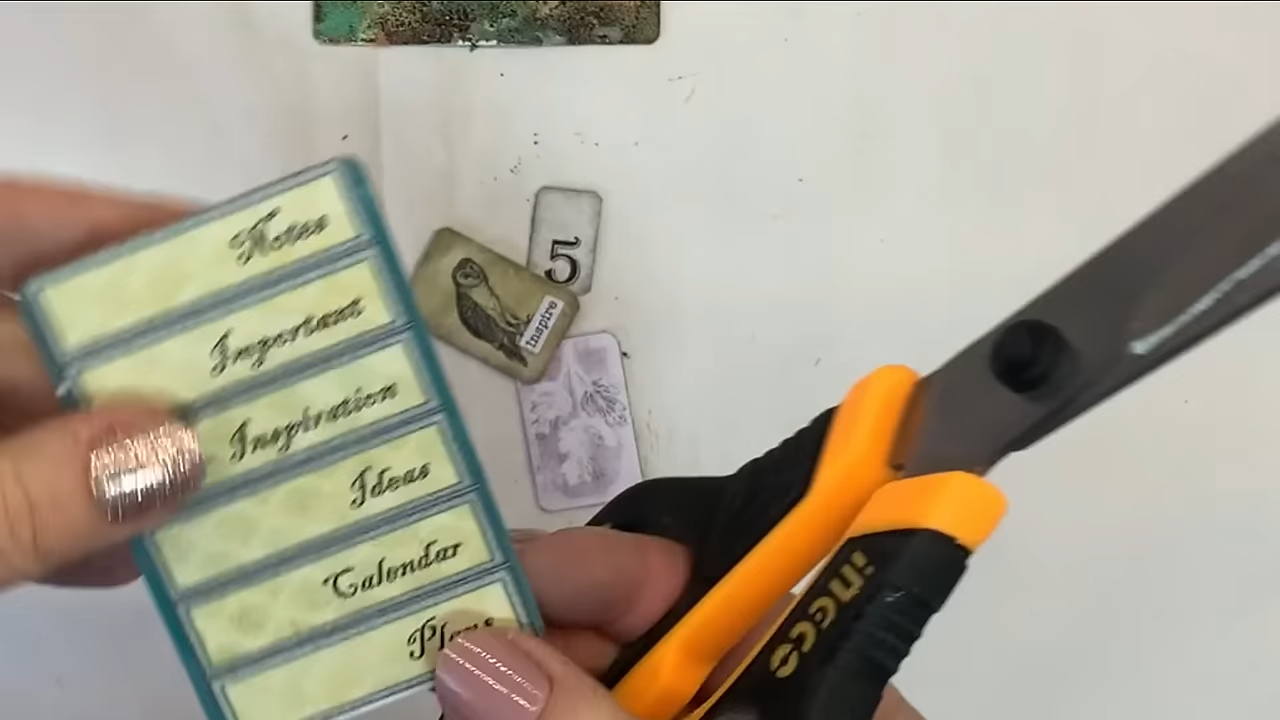 Notes
Important
Inspiration
Ideas
Calendar
Plans
5
inspire
ingco